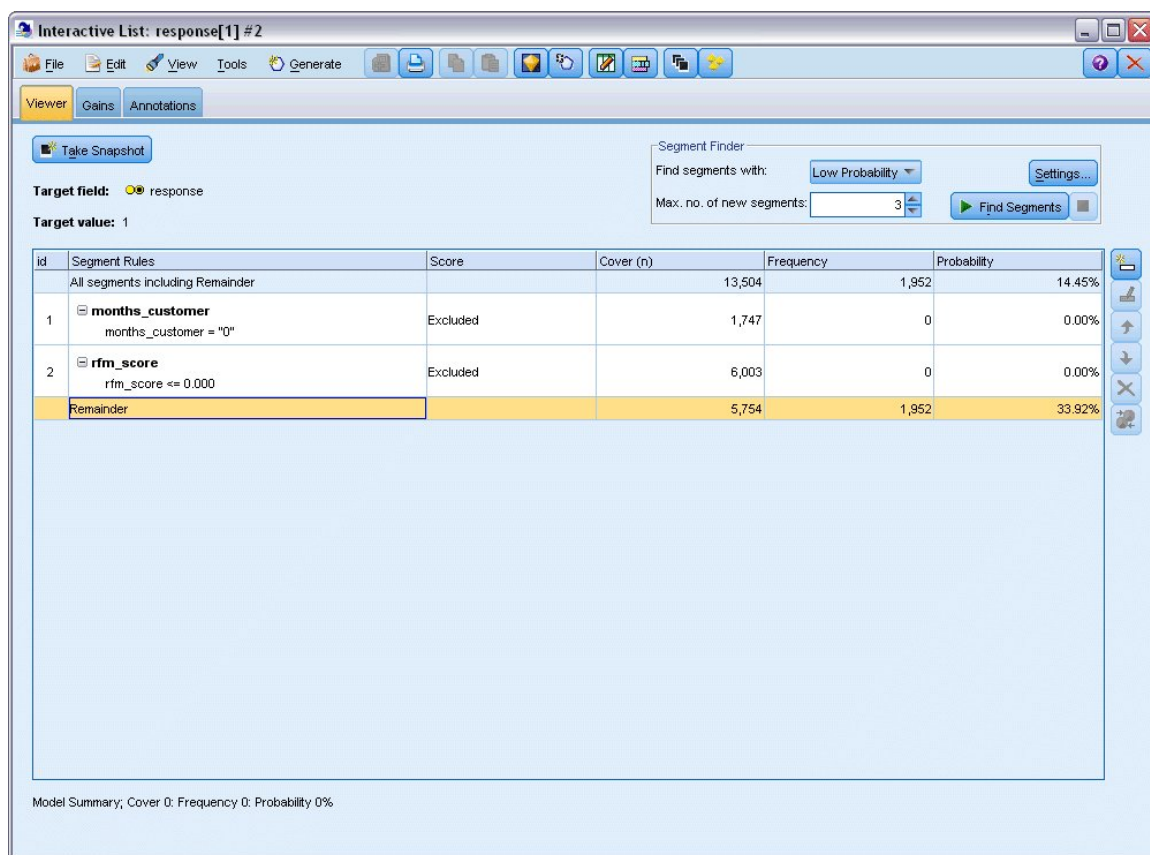 Interactive List: response[1] #2
File Edit View Tools Generate
Viewer Gains Annotations
Take Snapshot
Segment Finder
Find segments with: Low Probability Settings...
Target field: response
Max. no. of new segments: 3 Find Segments
Target value: 1
id Segment Rules Score Cover (n) Frequency Probability
All segments including Remainder 13,504 1,952 14.45%
1 months_customer Excluded 1,747 0 0.00%
months_customer = "0"
2 rfm_score Excluded 6,003 0 0.00%
rfm_score <= 0.000
Remainder 5,754 1,952 33.92%
Model Summary; Cover 0: Frequency 0: Probability 0%